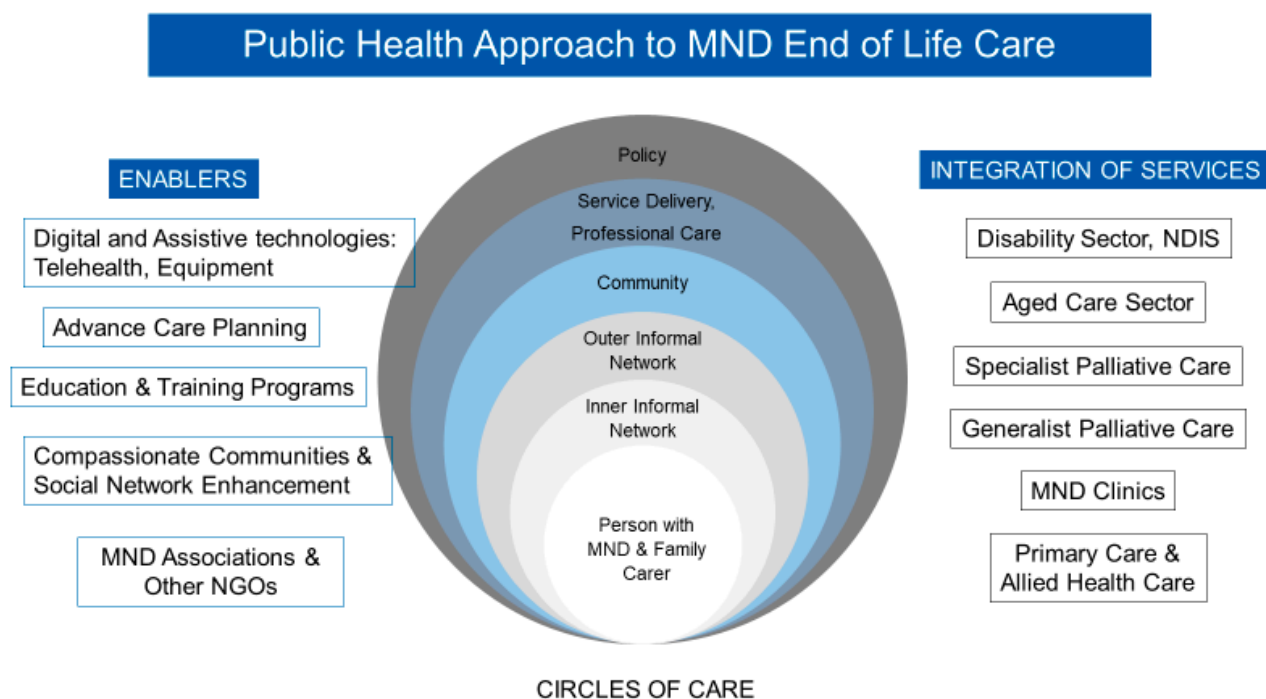 Public Health Approach to MND End of Life Care
ENABLERS
Digital and Assistive technologies:
Telehealth, Equipment
Advance Care Planning
Education & Training Programs
Compassionate Communities &
Social Network Enhancement
MND Associations &
Other NGOs
Policy
Service Delivery,
Professional Care
Community
Outer Informal
Network
Inner Informal
Network
Person with
MND & Family
Carer
CIRCLES OF CARE
INTEGRATION OF SERVICES
Disability Sector, NDIS
Aged Care Sector
Specialist Palliative Care
Generalist Palliative Care
MND Clinics
Primary Care &
Allied Health Care